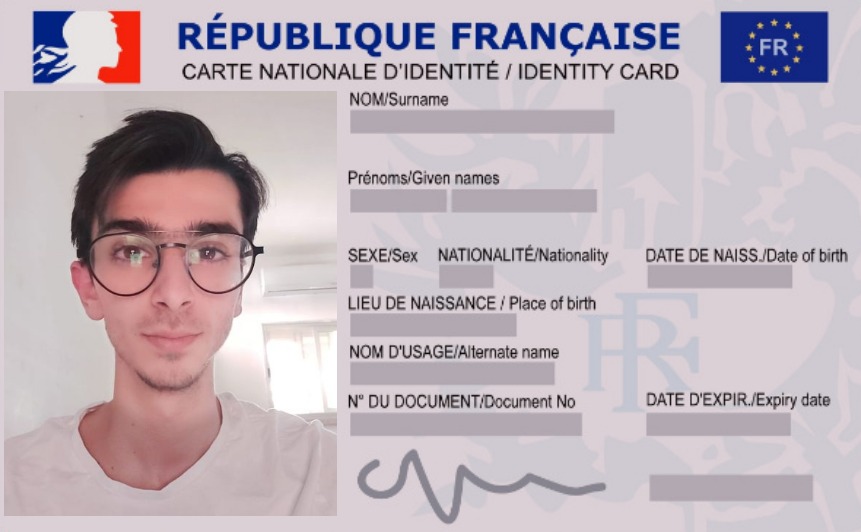 RÉPUBLIQUE FRANÇAISE
FR
CARTE NATIONALE D'IDENTITÉ / IDENTITY CARD
NOM/Surname
Prénoms/Given names
SEXE/Sex NATIONALITÉ/Nationality DATE DE NAISS./Date of birth
LIEU DE NAISSANCE / Place of birth
NOM D'USAGE/Alternate name
N° DU DOCUMENT/Document No DATE D'EXPIR./Expiry date
RF